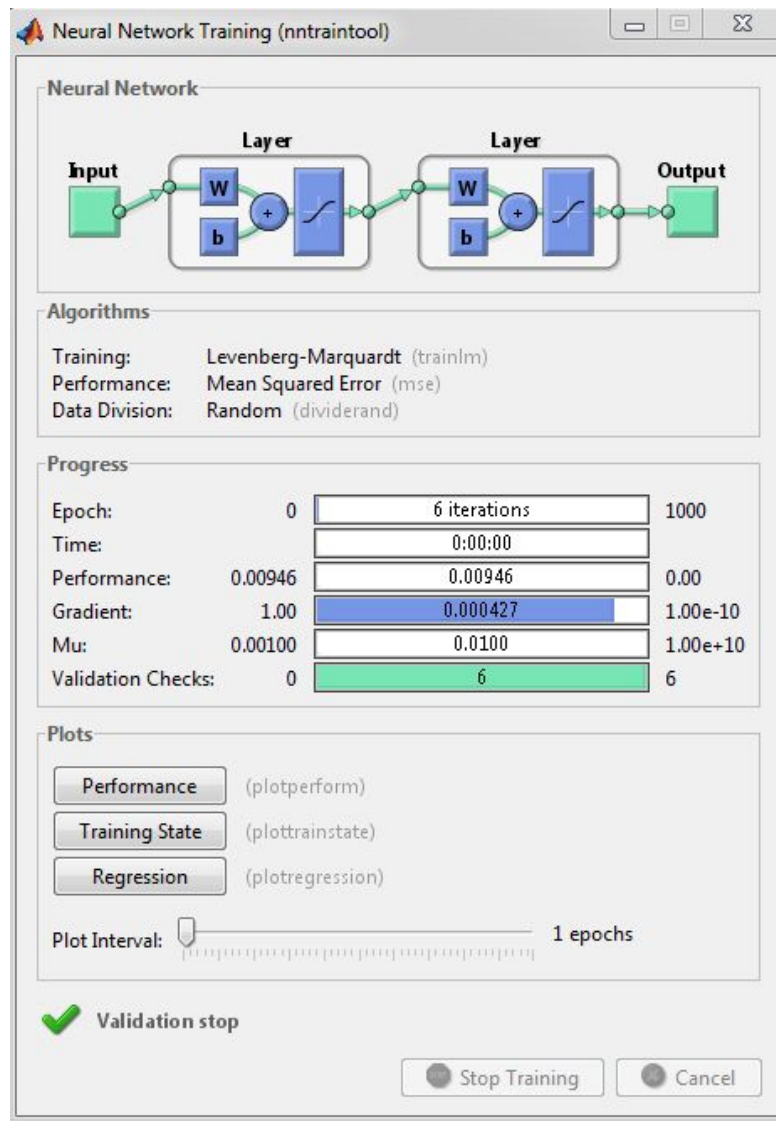 Neural Network Training (nntraintool)
Neural Network
Layer Layer
Input Output
W W
+ +
b b
Algorithms
Training: Levenberg-Marquardt (trainlm)
Performance: Mean Squared Error (mse)
Data Division: Random (dividerand)
Progress
Epoch: 0 6 iterations 1000
Time: 0:00:00
Performance: 0.00946 0.00946 0.00
Gradient: 1.00 0.000427 1.00e-10
Mu: 0.00100 0.0100 1.00e+10
Validation Checks: 0 6 6
Plots
Performance (plotperform)
Training State (plottrainstate)
Regression (plotregression)
Plot Interval: 1 epochs
Validation stop
Stop Training Cancel